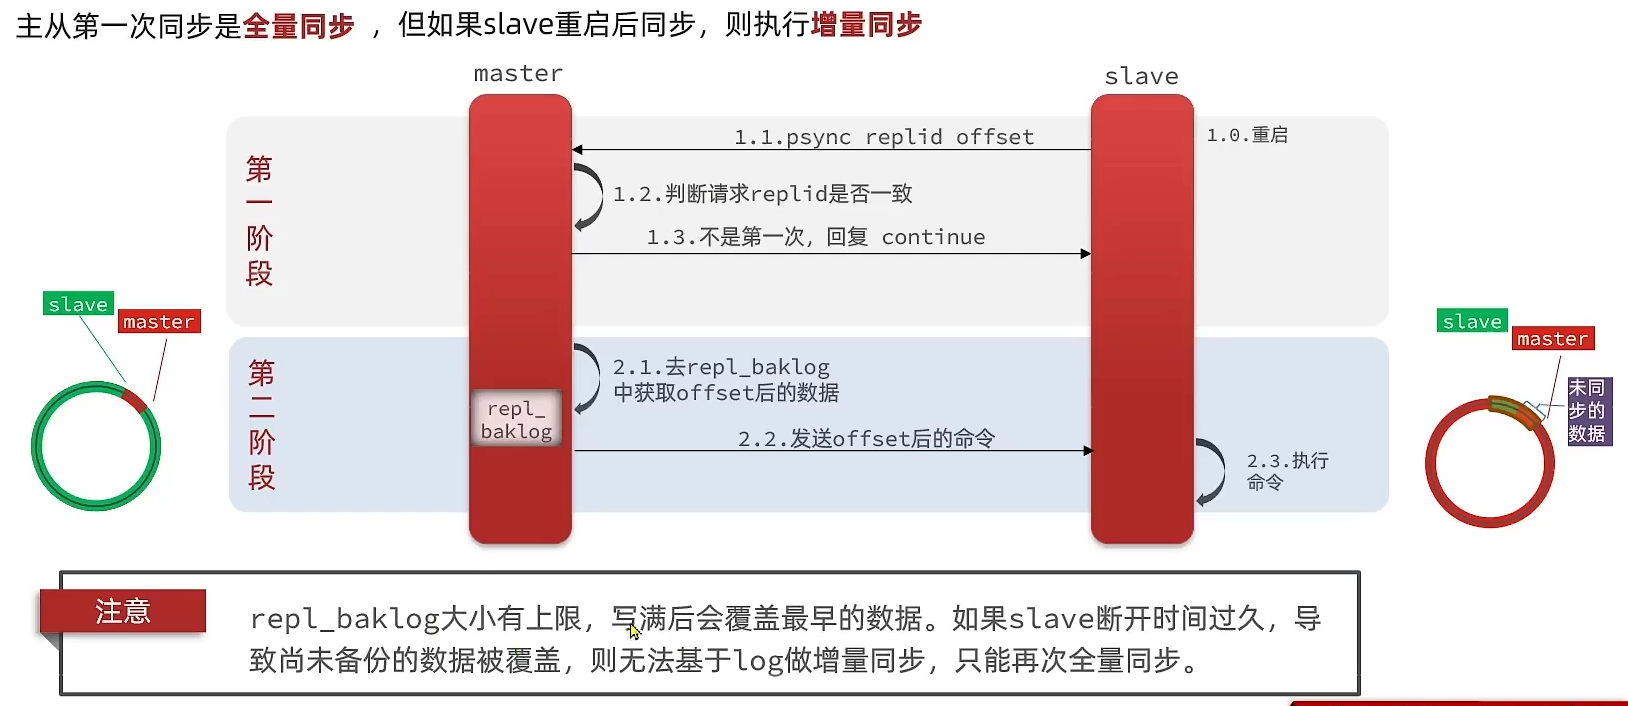 主从第一次同步是全量同步 ，但如果slave重启后同步，则执行增量同步
master
slave
第一阶段
1.0.重启
1.1.psync replid offset
1.2.判断请求replid是否一致
1.3.不是第一次，回复 continue
slave
master
第二阶段
2.1.去repl_baklog
中获取offset后的数据
repl_
baklog
2.2.发送offset后的命令
2.3.执行
命令
slave
master
未同
步的
数据
注意
repl_baklog大小有上限，写满后会覆盖最早的数据。如果slave断开时间过久，导
致尚未备份的数据被覆盖，则无法基于log做增量同步，只能再次全量同步。